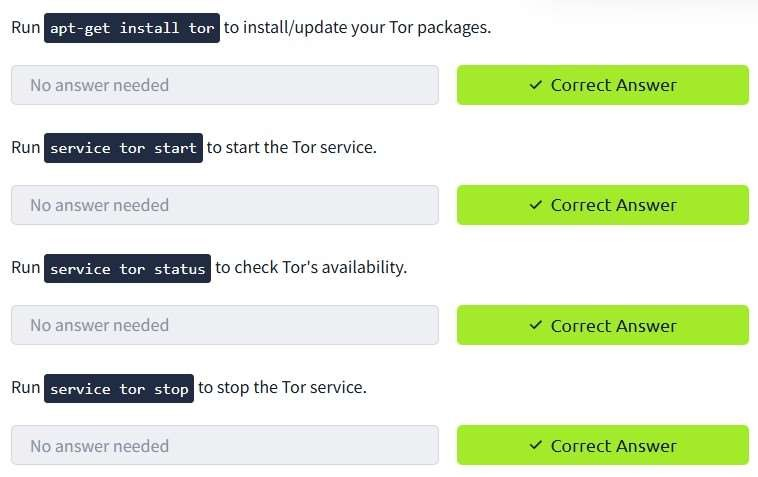 Run apt-get install tor to install/update your Tor packages.
No answer needed
✓ Correct Answer
Run service tor start to start the Tor service.
No answer needed
✓ Correct Answer
Run service tor status to check Tor's availability.
No answer needed
✓ Correct Answer
Run service tor stop to stop the Tor service.
No answer needed
✓ Correct Answer